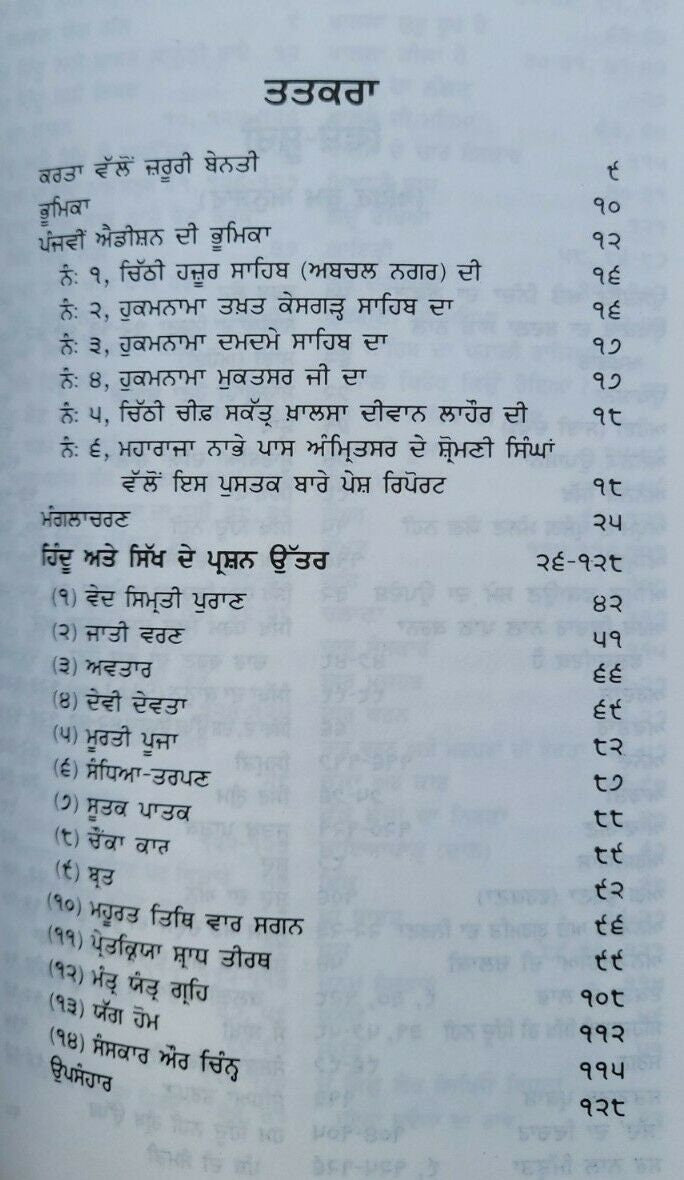 ਤਤਕਰਾ
ਕਰਤਾ ਵੱਲੋਂ ਜ਼ਰੂਰੀ ਬੇਨਤੀ ੯
ਭੂਮਿਕਾ ੧੦
ਪੰਜਵੀਂ ਐਡੀਸ਼ਨ ਦੀ ਭੂਮਿਕਾ ੧੨
ਨੰ: ੧, ਚਿੱਠੀ ਹਜ਼ੂਰ ਸਾਹਿਬ (ਅਬਚਲ ਨਗਰ) ਦੀ ੧੬
ਨੰ: ੨, ਹੁਕਮਨਾਮਾ ਤਖ਼ਤ ਕੇਸਗੜ੍ਹ ਸਾਹਿਬ ਦਾ ੧੬
ਨੰ: ੩, ਹੁਕਮਨਾਮਾ ਦਮਦਮੇ ਸਾਹਿਬ ਦਾ ੧੭
ਨੰ: ੪, ਹੁਕਮਨਾਮਾ ਮੁਕਤਸਰ ਜੀ ਦਾ ੧੭
ਨੰ: ੫, ਚਿੱਠੀ ਚੀਫ਼ ਸਕੱਤ੍ਰ ਖ਼ਾਲਸਾ ਦੀਵਾਨ ਲਾਹੌਰ ਦੀ ੧੮
ਨੰ: ੬, ਮਹਾਰਾਜਾ ਨਾਭੇ ਪਾਸ ਅੰਮ੍ਰਿਤਸਰ ਦੇ ਸ਼੍ਰੋਮਣੀ ਸਿੰਘਾਂ
ਵੱਲੋਂ ਇਸ ਪੁਸਤਕ ਬਾਰੇ ਪੇਸ਼ ਰਿਪੋਰਟ ੧੮
ਮੰਗਲਾਚਰਣ ੨੫
ਹਿੰਦੂ ਅਤੇ ਸਿੱਖ ਦੇ ਪ੍ਰਸ਼ਨ ਉੱਤਰ ੨੬-੧੨੮
(੧) ਵੇਦ ਸਿਮ੍ਰਤੀ ਪੁਰਾਣ ੪੨
(੨) ਜਾਤੀ ਵਰਣ ੫੧
(੩) ਅਵਤਾਰ ੬੬
(੪) ਦੇਵੀ ਦੇਵਤਾ ੬੯
(੫) ਮੂਰਤੀ ਪੂਜਾ ੮੨
(੬) ਸੰਧਿਆ-ਤਰਪਣ ੮੭
(੭) ਸੂਤਕ ਪਾਤਕ ੮੮
(੮) ਚੌਂਕਾ ਕਾਰ ੮੯
(੯) ਬ੍ਰਤ ੯੨
(੧੦) ਮਹੂਰਤ ਤਿਥਿ ਵਾਰ ਸਗਨ ੯੬
(੧੧) ਪ੍ਰੇਤਕ੍ਰਿਯਾ ਸ਼੍ਰਾਧ ਤੀਰਥ ੯੯
(੧੨) ਮੰਤ੍ਰ ਯੰਤ੍ਰ ਗ੍ਰਹਿ ੧੦੮
(੧੩) ਯੱਗ ਹੋਮ ੧੧੨
(੧੪) ਸੰਸਕਾਰ ਔਰ ਚਿੰਨ੍ਹ ੧੧੫
ਉਪਸੰਹਾਰ ੧੨੮